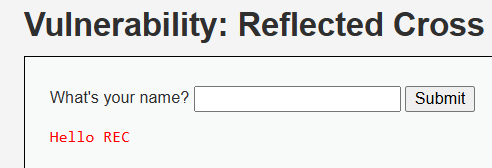 Vulnerability: Reflected Cross
What's your name? Submit
Hello REC